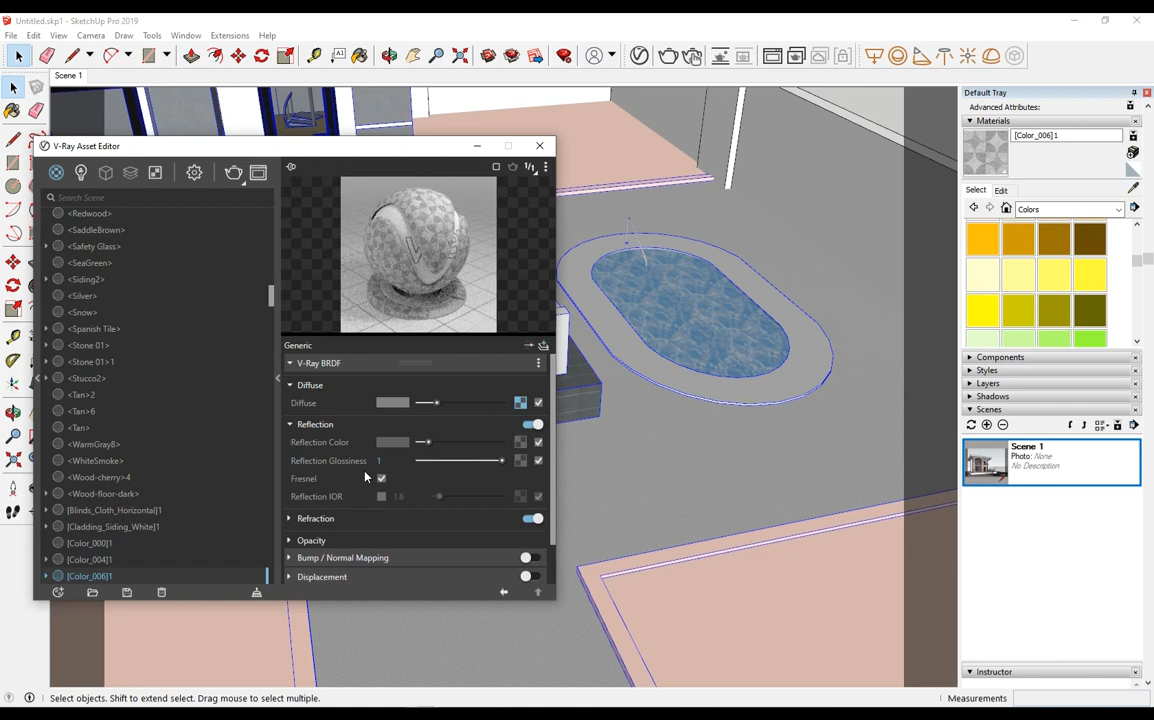 Untitled.skp1 - SketchUp Pro 2019
File Edit View Camera Draw Tools Window Extensions Help
Scene 1
V-Ray Asset Editor
Search Scene
<Redwood>
<SaddleBrown>
<Safety Glass>
<SeaGreen>
<Siding2>
<Silver>
<Snow>
<Spanish Tile>
<Stone 01>
<Stone 01>1
<Stucco2>
<Tan>2
<Tan>6
<Tan>
<WarmGray8>
<WhiteSmoke>
<Wood-cherry>4
<Wood-floor-dark>
[Blinds_Cloth_Horizontal]1
[Cladding_Siding_White]1
[Color_000]1
[Color_004]1
[Color_006]1
1/1
Generic
V-Ray BRDF
Diffuse
Diffuse
Reflection
Reflection Color
Reflection Glossiness 1
Fresnel
Reflection IOR 1.6
Refraction
Opacity
Bump / Normal Mapping
Displacement
Default Tray
Advanced Attributes:
Materials
[Color_006]1
Select Edit
Colors
Components
Styles
Layers
Shadows
Scenes
Scene 1
Photo: None
No Description
Instructor
Select objects. Shift to extend select. Drag mouse to select multiple.
Measurements